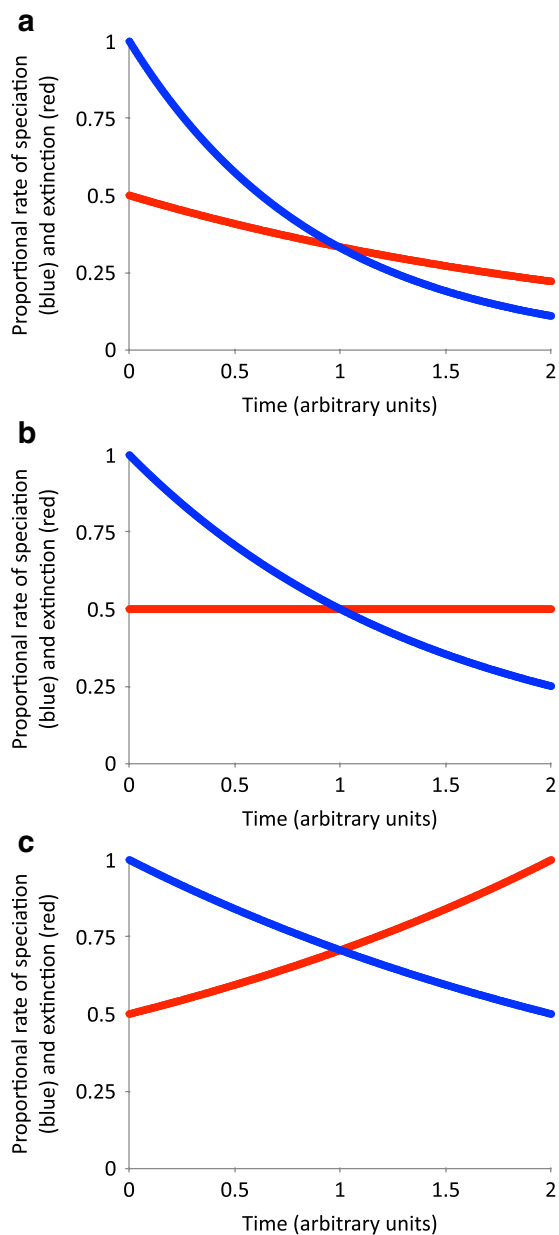 a
Proportional rate of speciation
(blue) and extinction (red)
1
0.75
0.5
0.25
0
0 0.5 1 1.5 2
Time (arbitrary units)
b
Proportional rate of speciation
(blue) and extinction (red)
1
0.75
0.5
0.25
0
0 0.5 1 1.5 2
Time (arbitrary units)
c
Proportional rate of speciation
(blue) and extinction (red)
1
0.75
0.5
0.25
0
0 0.5 1 1.5 2
Time (arbitrary units)